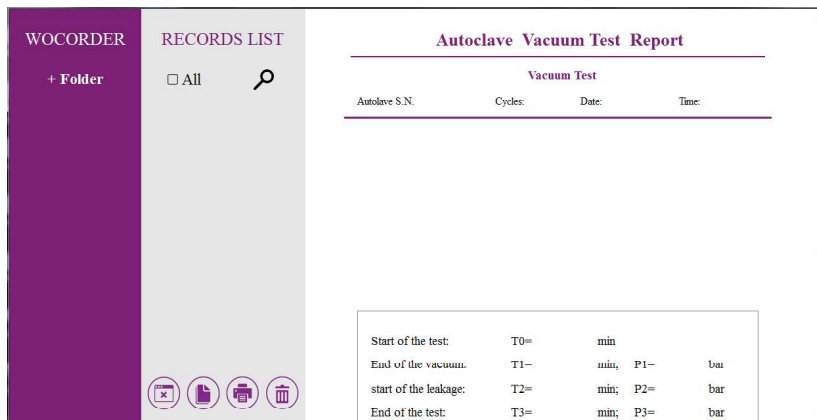 WOCORDER
+ Folder
RECORDS LIST
All
Autoclave Vacuum Test Report
Vacuum Test
Autolave S.N. Cycles: Date: Time:
Start of the test: T0= min
End of the vacuum: T1= min; P1= bar
start of the leakage: T2= min; P2= bar
End of the test: T3= min; P3= bar